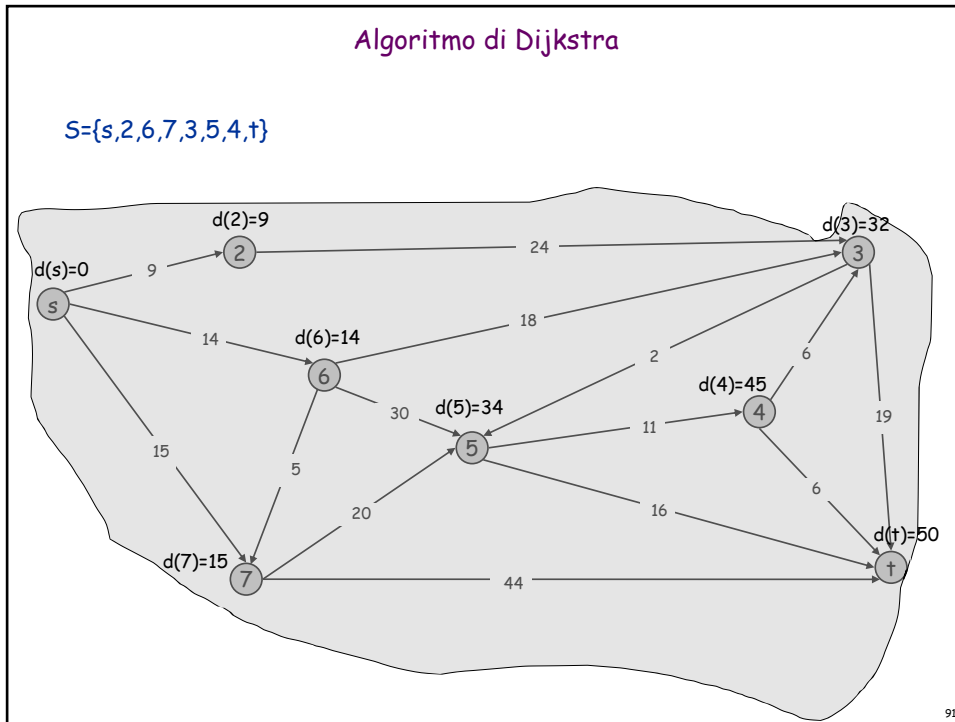 Algoritmo di Dijkstra
S={s,2,6,7,3,5,4,t}
d(2)=9
d(3)=32
2
24
3
d(s)=0
9
s
18
14
d(6)=14
2
6
6
d(4)=45
30
d(5)=34
4
19
11
15
5
5
6
20
16
d(t)=50
d(7)=15
7
44
t
91